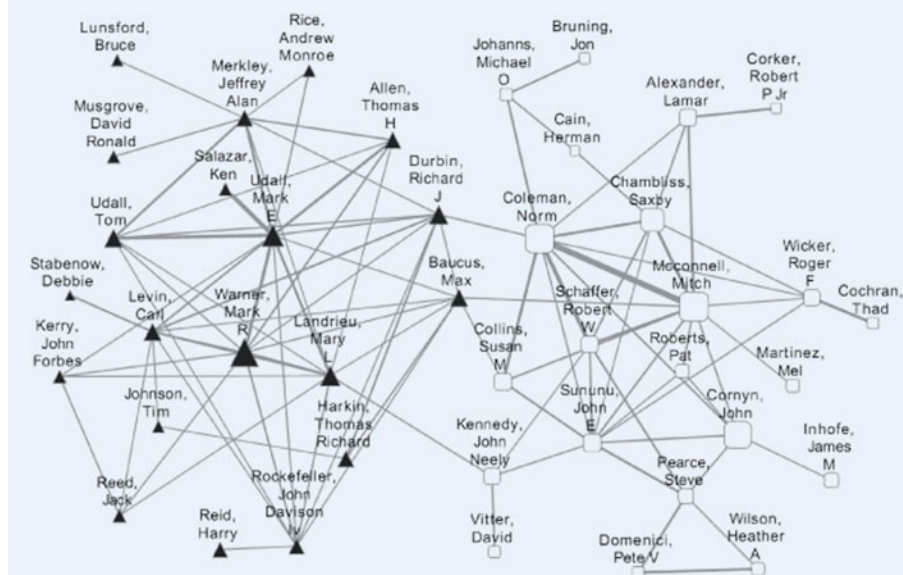 Lunsford,
Bruce
Rice,
Andrew
Monroe
Merkley,
Jeffrey
Alan
Musgrove,
David
Ronald
Allen,
Thomas
H
Salazar,
Ken
Udall,
Mark
E
Durbin,
Richard
J
Udall,
Tom
Stabenow,
Debbie
Levin,
Carl
Warner,
Mark
R
Baucus,
Max
Landrieu,
Mary
L
Kerry,
John
Forbes
Johnson,
Tim
Harkin,
Thomas
Richard
Reed,
Jack
Rockefeller,
John
Davison
Iv
Reid,
Harry
Bruning,
Jon
Johanns,
Michael
O
Corker,
Robert
P Jr
Alexander,
Lamar
Cain,
Herman
Chambliss,
Saxby
Coleman,
Norm
Wicker,
Roger
F
Mcconnell,
Mitch
Schaffer,
Robert
W
Cochran,
Thad
Collins,
Susan
M
Roberts,
Pat
Martinez,
Mel
Sununu,
John
E
Cornyn,
John
Kennedy,
John
Neely
Inhofe,
James
M
Pearce,
Steve
Vitter,
David
Domenici,
Pete V
Wilson,
Heather
A